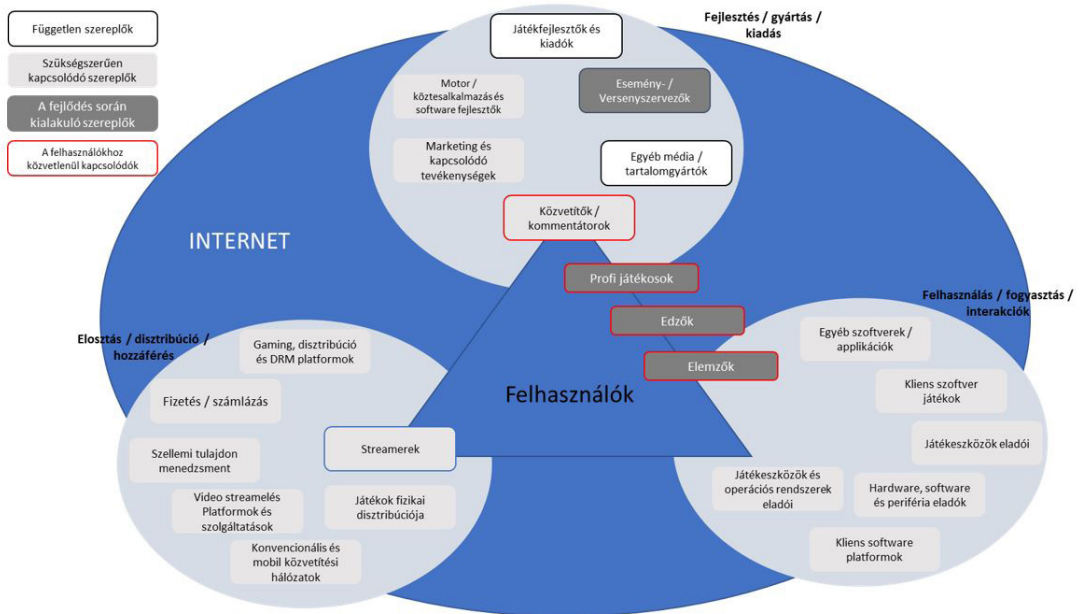 Független szereplők
Szükségszerűen
kapcsolódó szereplők
A fejlődés során
kialakuló szereplők
A felhasználókhoz
közvetlenül kapcsolódók
Fejlesztés / gyártás /
kiadás
Játékfejlesztők és
kiadók
Motor /
köztesalkalmazás és
software fejlesztők
Esemény- /
Versenyszervezők
Marketing és
kapcsolódó
tevékenységek
Egyéb média /
tartalomgyártók
Közvetítők /
kommentátorok
INTERNET
Profi játékosok
Edzők
Elemzők
Felhasználók
Elosztás / disztribúció /
hozzáférés
Gaming, disztribúció
és DRM platformok
Fizetés / számlázás
Streamerek
Szellemi tulajdon
menedzsment
Video streamelés
Platformok és
szolgáltatások
Játékok fizikai
disztribúciója
Konvencionális és
mobil közvetítési
hálózatok
Felhasználás / fogyasztás /
interakciók
Egyéb szoftverek /
applikációk
Kliens szoftver
játékok
Játékeszközök eladói
Játékeszközök és
operációs rendszerek
eladói
Hardware, software
és periféria eladók
Kliens software
platformok